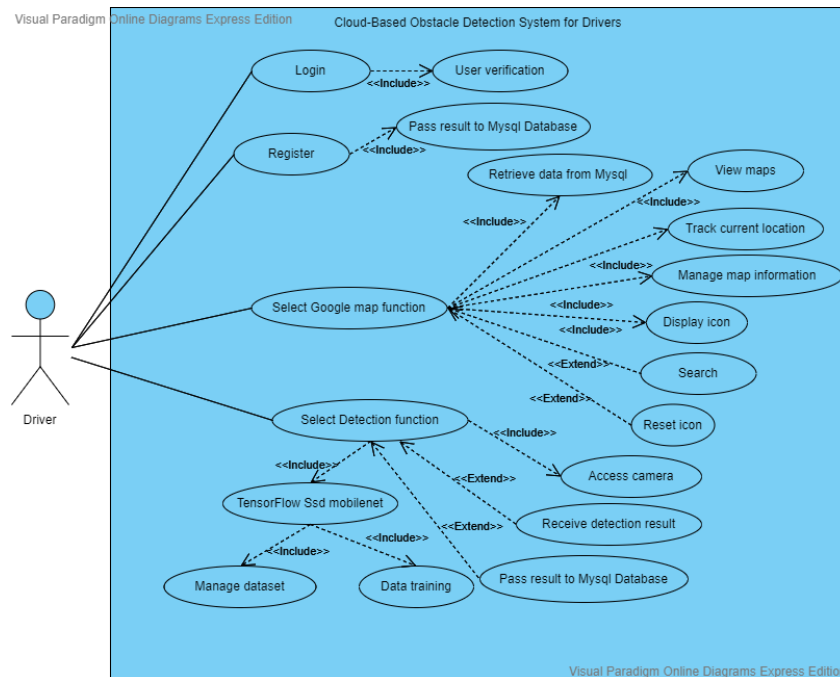 Visual Paradigm Online Diagrams Express Edition
Cloud-Based Obstacle Detection System for Drivers
Login
<<Include>>
User verification
Register
<<Include>>
Pass result to Mysql Database
Retrieve data from Mysql
<<Include>>
View maps
<<Include>>
Track current location
<<Include>>
Manage map information
Select Google map function
<<Include>>
<<Include>>
Display icon
<<Extend>>
Search
<<Extend>>
Reset icon
Driver
Select Detection function
<<Include>>
Access camera
<<Include>>
<<Extend>>
TensorFlow Ssd mobilenet
Receive detection result
<<Extend>>
<<Include>>
<<Include>>
Manage dataset
Data training
Pass result to Mysql Database
Visual Paradigm Online Diagrams Express Edition